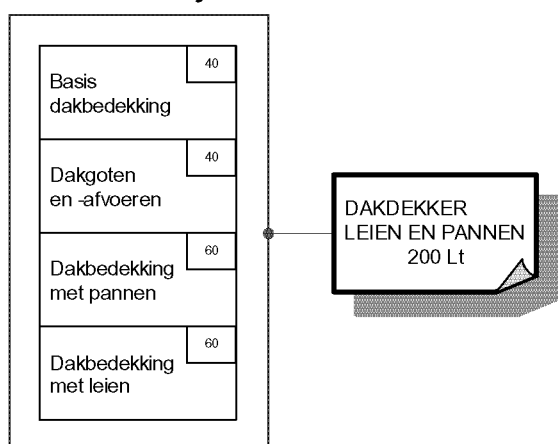 40
Basis
dakbedekking
40
Dakgoten
en -afvoeren
60
Dakbedekking
met pannen
60
Dakbedekking
met leien
DAKDEKKER
LEIEN EN PANNEN
200 Lt